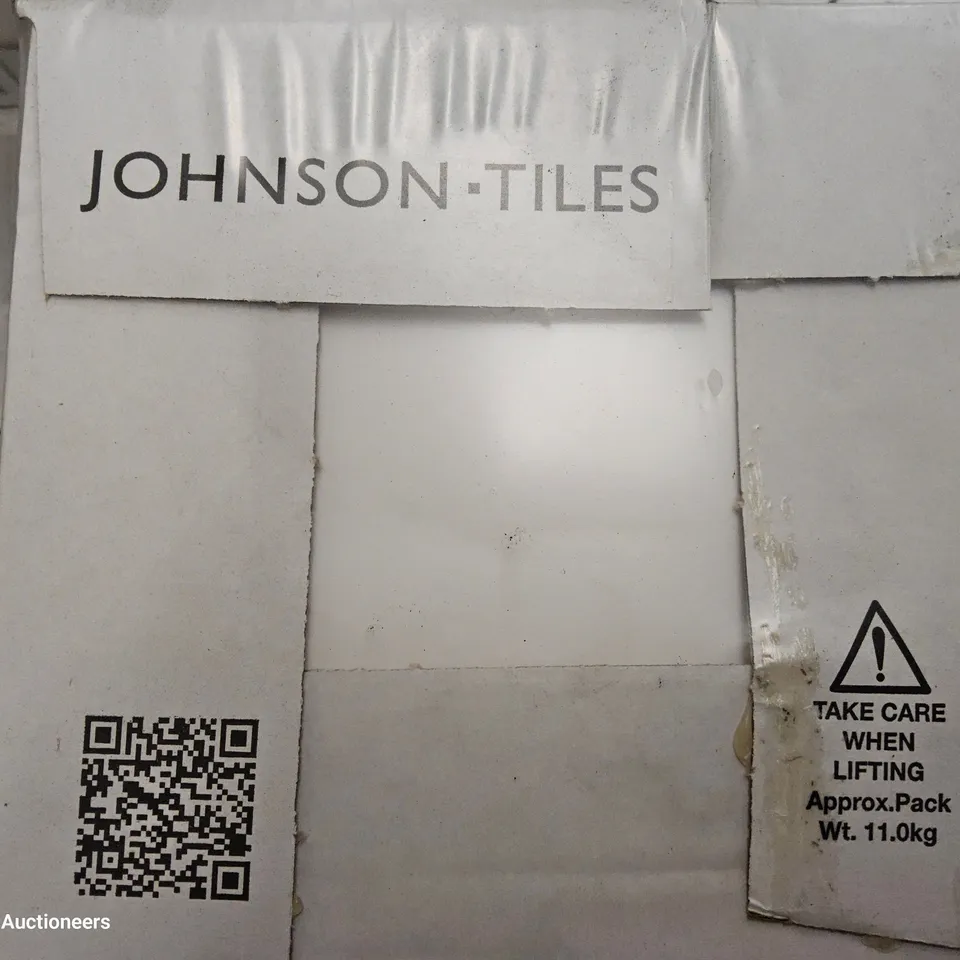 JOHNSON·TILES
TAKE CARE
WHEN
LIFTING
Approx.Pack
Wt. 11.0kg
Auctioneers